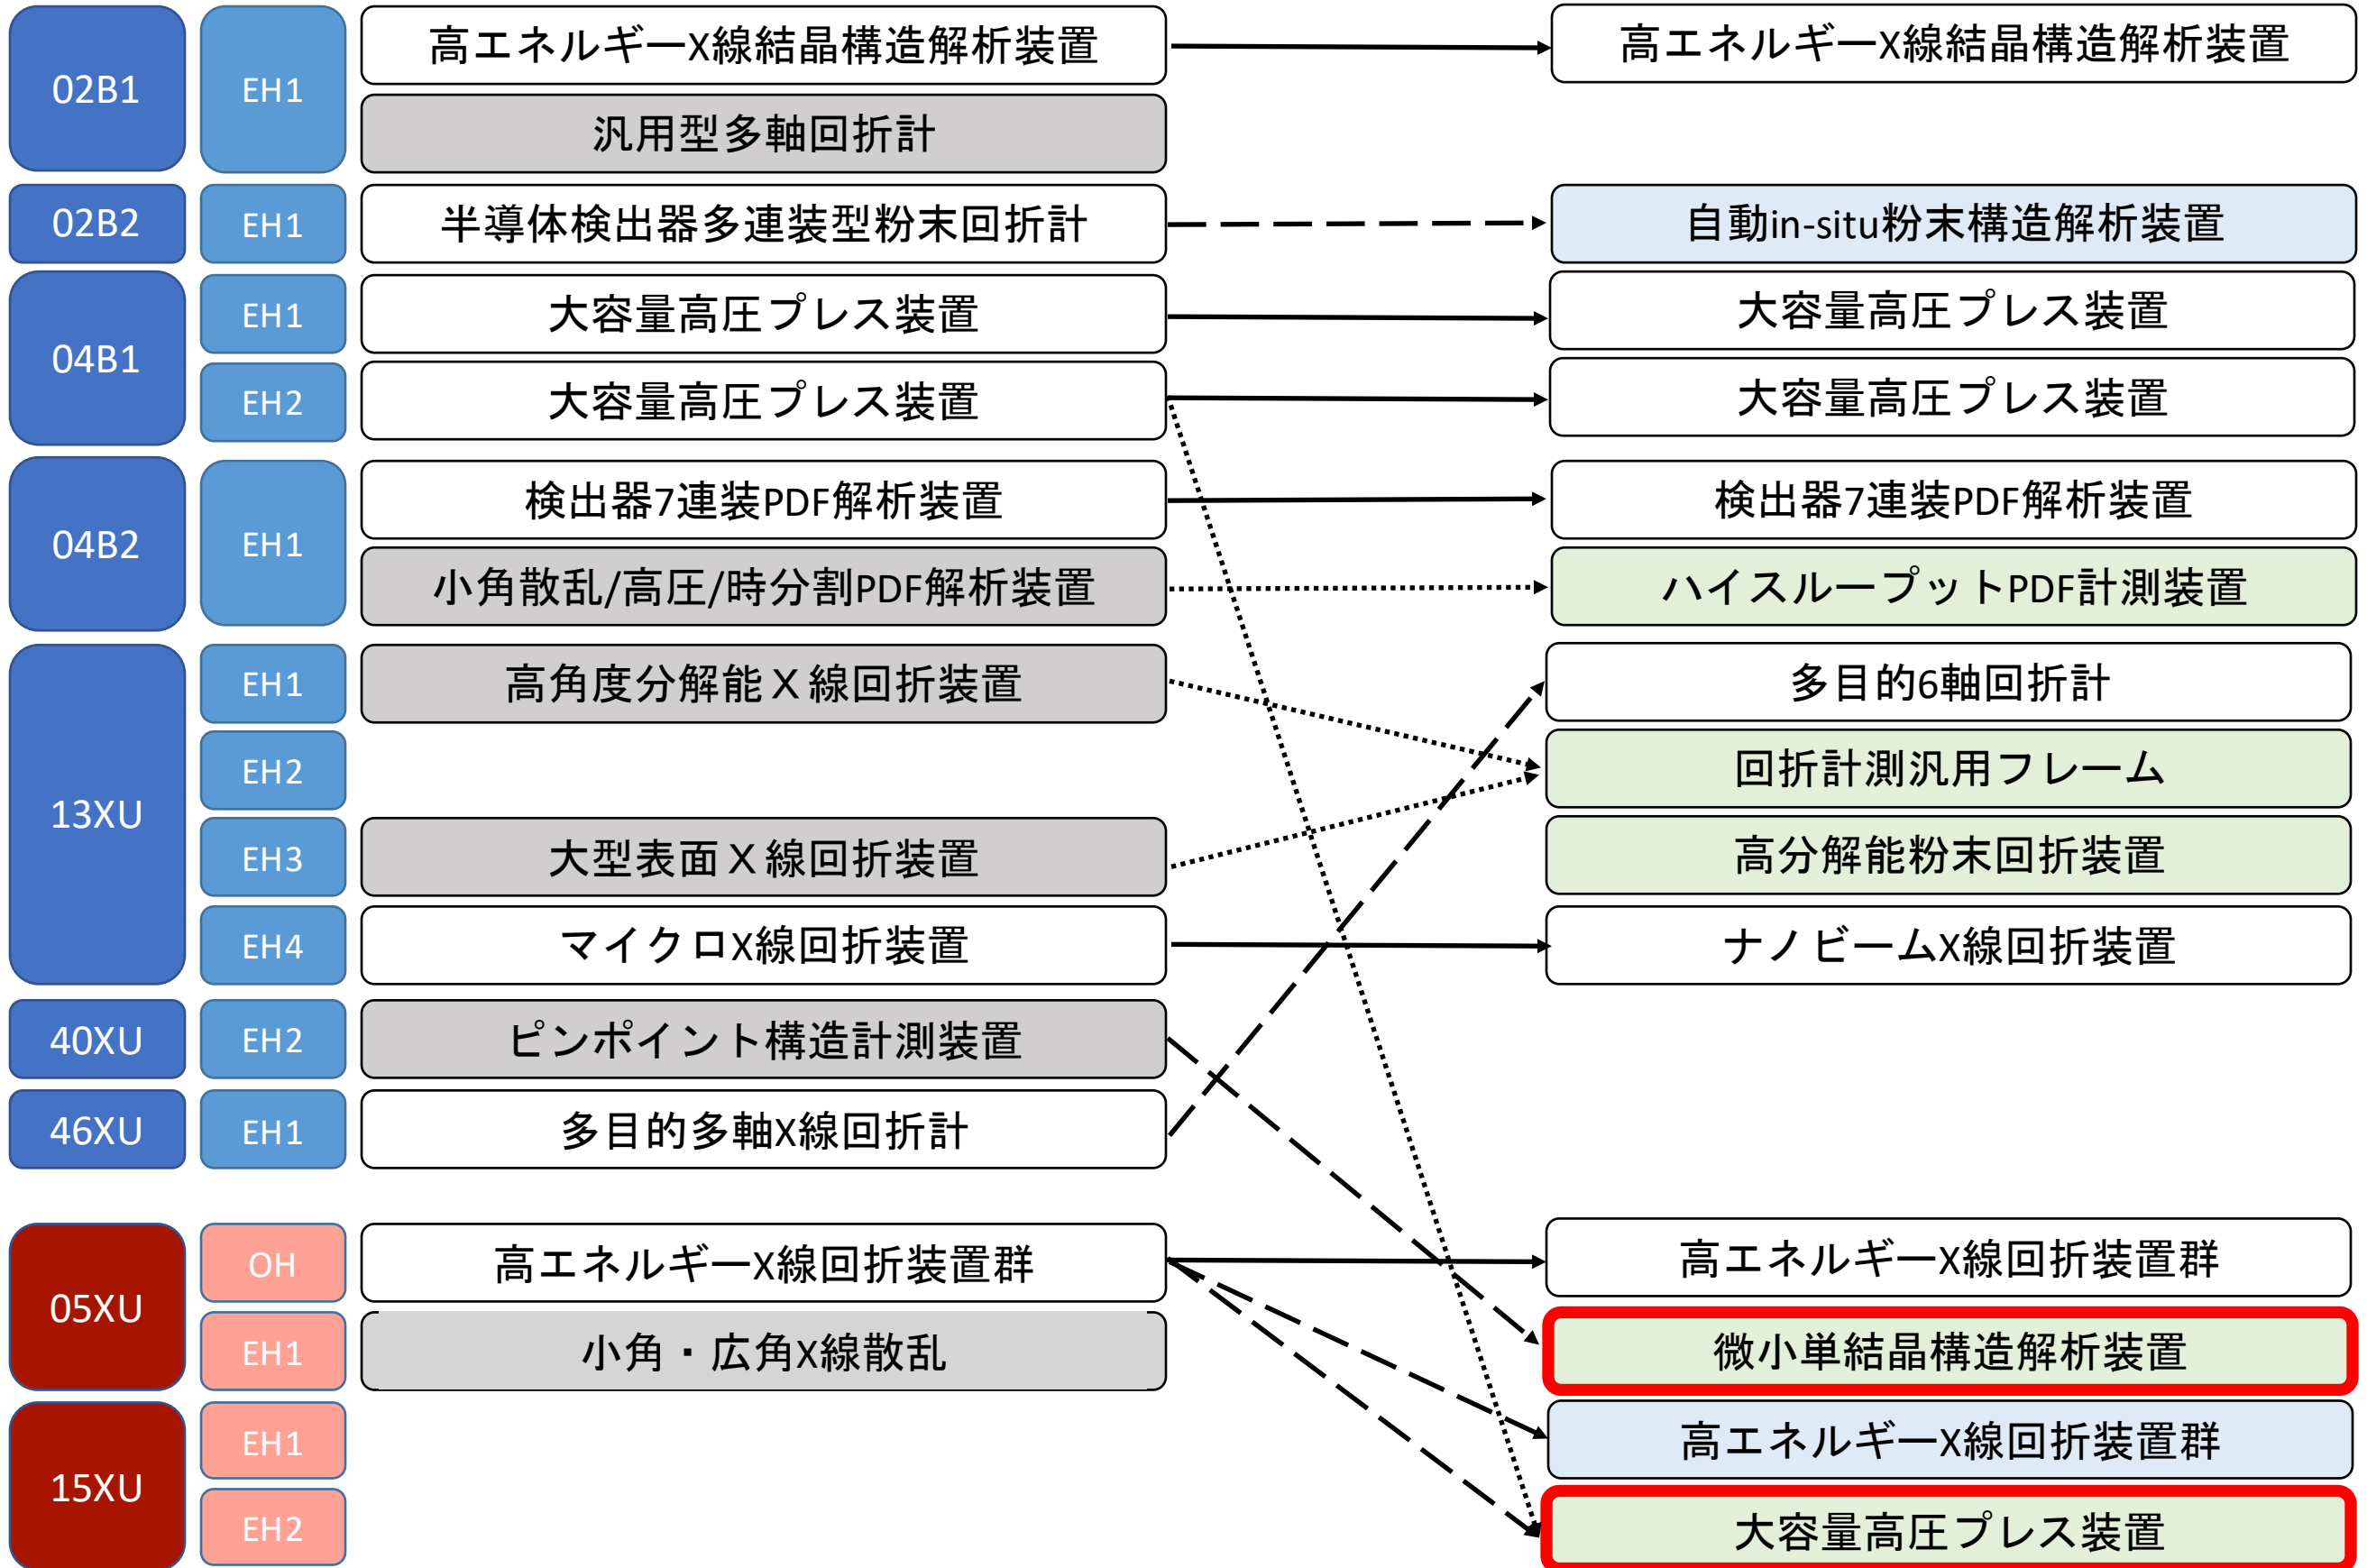 02B1
EH1
高エネルギーX線結晶構造解析装置
高エネルギーX線結晶構造解析装置
汎用型多軸回折計
02B2
EH1
半導体検出器多連装型粉末回折計
自動in-situ粉末構造解析装置
04B1
EH1
大容量高圧プレス装置
大容量高圧プレス装置
EH2
大容量高圧プレス装置
大容量高圧プレス装置
04B2
EH1
検出器7連装PDF解析装置
検出器7連装PDF解析装置
小角散乱/高圧/時分割PDF解析装置
ハイスループットPDF計測装置
13XU
EH1
高角度分解能X線回折装置
多目的6軸回折計
EH2
回折計測汎用フレーム
EH3
大型表面X線回折装置
高分解能粉末回折装置
EH4
マイクロX線回折装置
ナノビームX線回折装置
40XU
EH2
ピンポイント構造計測装置
46XU
EH1
多目的多軸X線回折計
05XU
OH
高エネルギーX線回折装置群
高エネルギーX線回折装置群
EH1
小角・広角X線散乱
微小単結晶構造解析装置
15XU
EH1
高エネルギーX線回折装置群
EH2
大容量高圧プレス装置